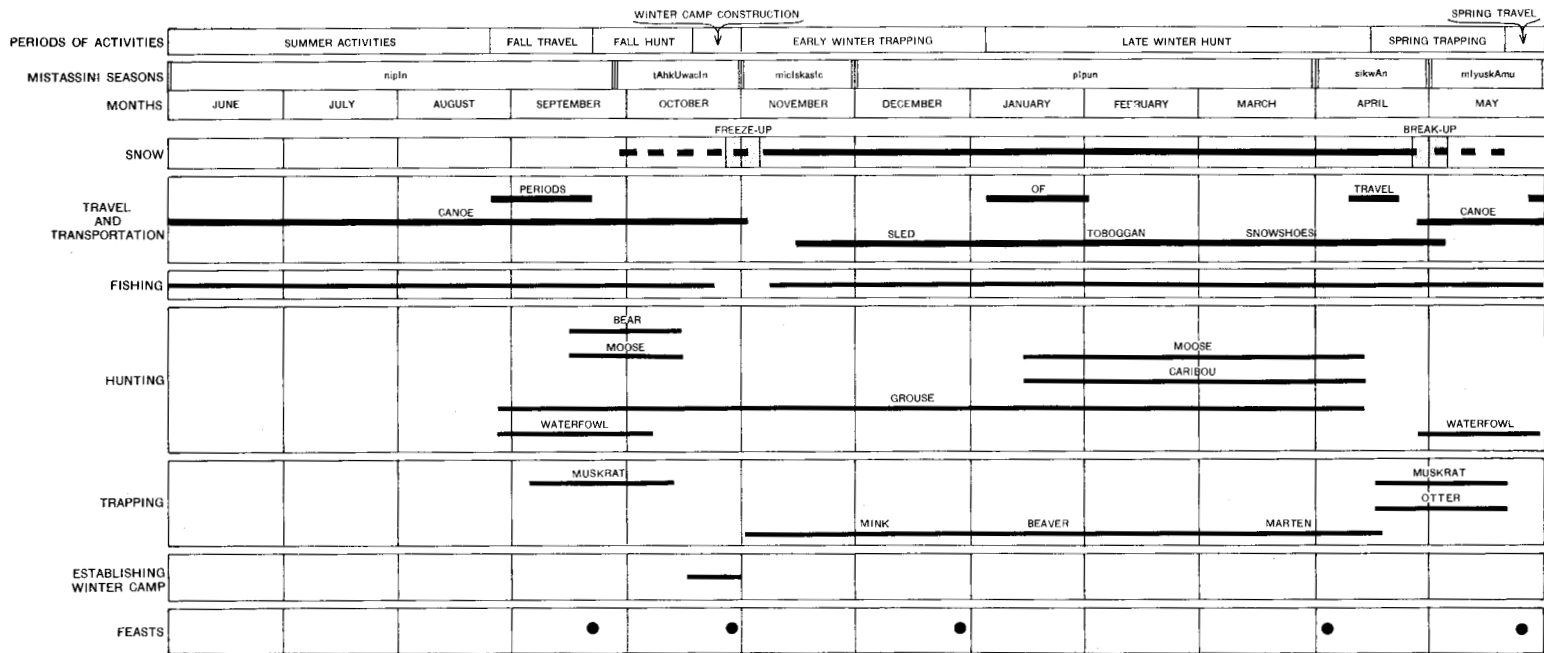 WINTER CAMP CONSTRUCTION SPRING TRAVEL
PERIODS OF ACTIVITIES SUMMER ACTIVITIES FALL TRAVEL FALL HUNT EARLY WINTER TRAPPING LATE WINTER HUNT SPRING TRAPPING
MISTASSINI SEASONS nipIn tAhkUwacIn micIskasIc pIpun sikwAn mIyuskAmu
MONTHS JUNE JULY AUGUST SEPTEMBER OCTOBER NOVEMBER DECEMBER JANUARY FEBRUARY MARCH APRIL MAY
FREEZE-UP BREAK-UP
SNOW
PERIODS OF TRAVEL
TRAVEL
AND
TRANSPORTATION
CANOE CANOE
SLED TOBOGGAN SNOWSHOES
FISHING
HUNTING
BEAR
MOOSE MOOSE
CARIBOU
GROUSE
WATERFOWL WATERFOWL
TRAPPING
MUSKRAT MUSKRAT
OTTER
MINK BEAVER MARTEN
ESTABLISHING
WINTER CAMP
FEASTS